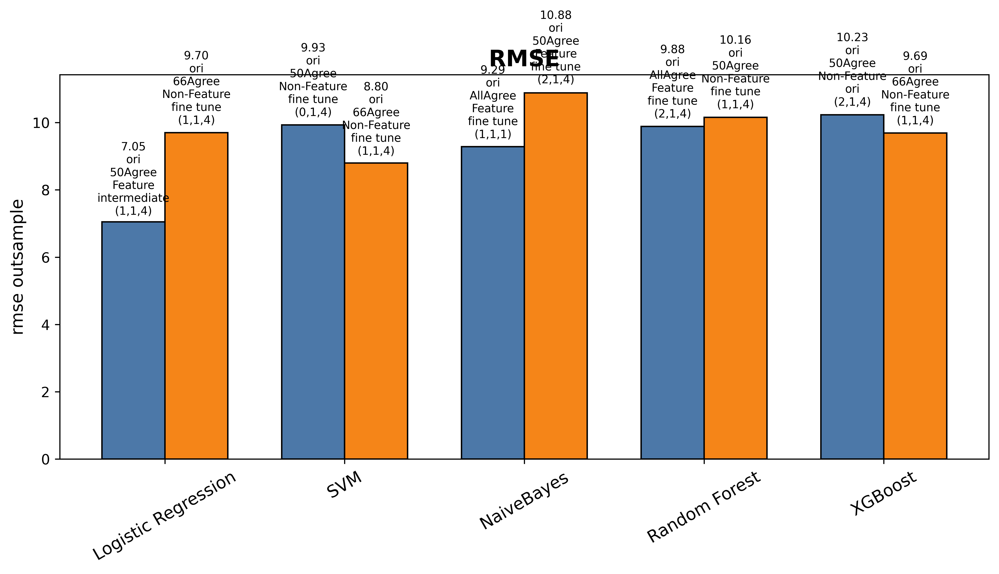 RMSE
rmse outsample
10
8
6
4
2
0
7.05
ori
50Agree
Feature
intermediate
(1,1,4)
9.70
ori
66Agree
Non-Feature
fine tune
(1,1,4)
9.93
ori
50Agree
Non-Feature
fine tune
(0,1,4)
8.80
ori
66Agree
Non-Feature
fine tune
(1,1,4)
9.29
ori
AllAgree
Feature
fine tune
(1,1,1)
10.88
ori
50Agree
Feature
fine tune
(2,1,4)
9.88
ori
AllAgree
Feature
fine tune
(2,1,4)
10.16
ori
50Agree
Non-Feature
fine tune
(1,1,4)
10.23
ori
50Agree
Non-Feature
ori
(2,1,4)
9.69
ori
66Agree
Non-Feature
fine tune
(1,1,4)
Logistic Regression
SVM
NaiveBayes
Random Forest
XGBoost